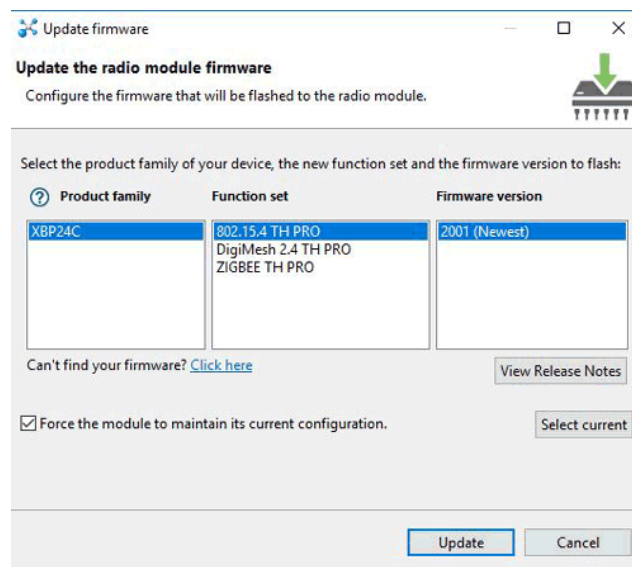 Update firmware
Update the radio module firmware
Configure the firmware that will be flashed to the radio module.
Select the product family of your device, the new function set and the firmware version to flash:
Product family Function set Firmware version
XBP24C 802.15.4 TH PRO 2001 (Newest)
DigiMesh 2.4 TH PRO
ZIGBEE TH PRO
Can't find your firmware? Click here
View Release Notes
Force the module to maintain its current configuration.
Select current
Update Cancel